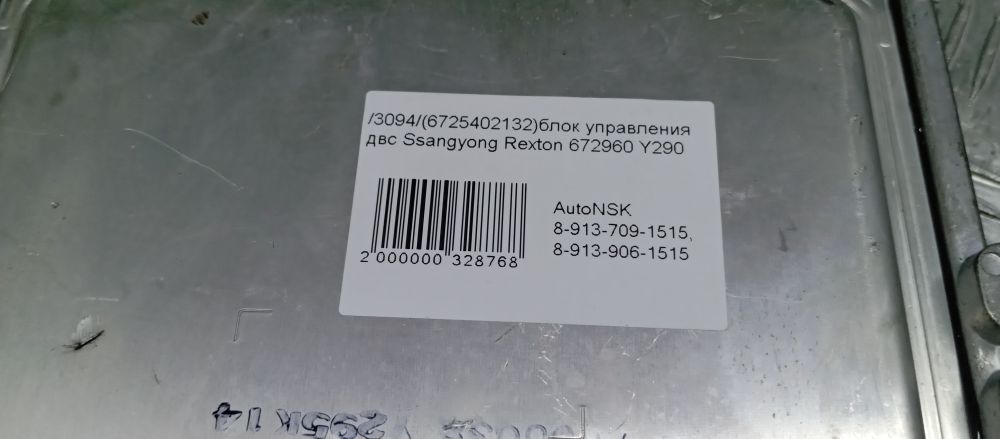 /3094/(6725402132)блок управления
двс Ssangyong Rexton 672960 Y290
AutoNSK
8-913-709-1515,
8-913-906-1515
2 000000 328768